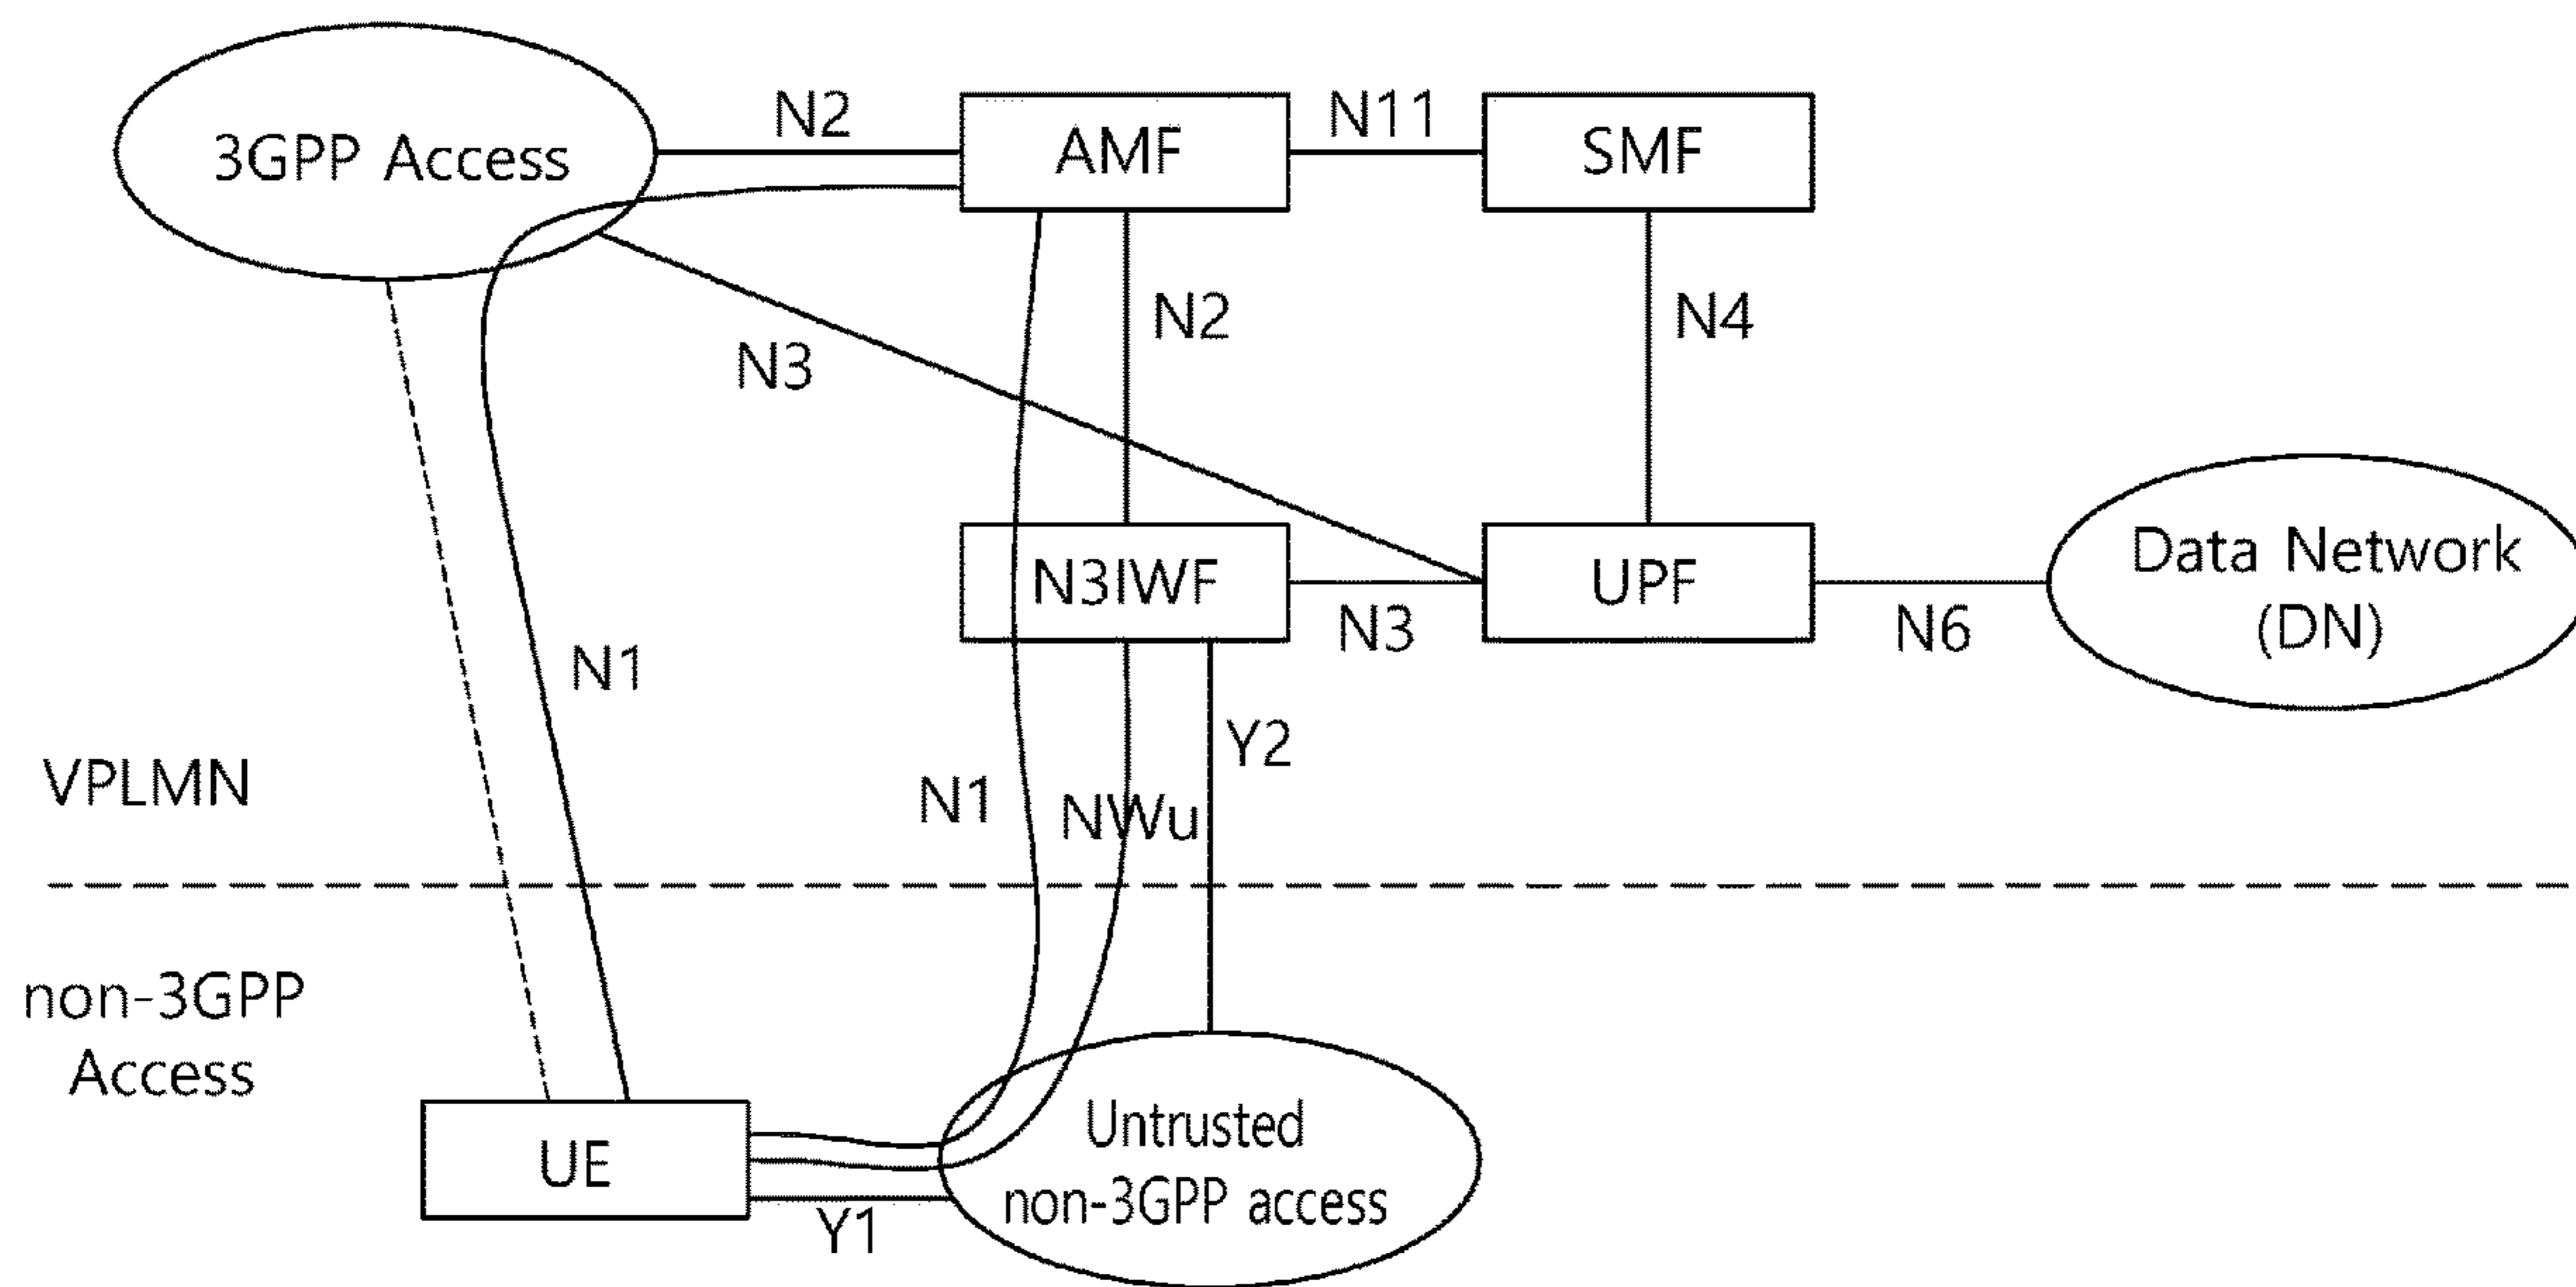 3GPP Access
N2
AMF
N11
SMF
N2
N4
N3
N3IWF
N3
UPF
N6
Data Network
(DN)
N1
Y2
VPLMN
N1
NWu
non-3GPP
Access
UE
Y1
Untrusted
non-3GPP access